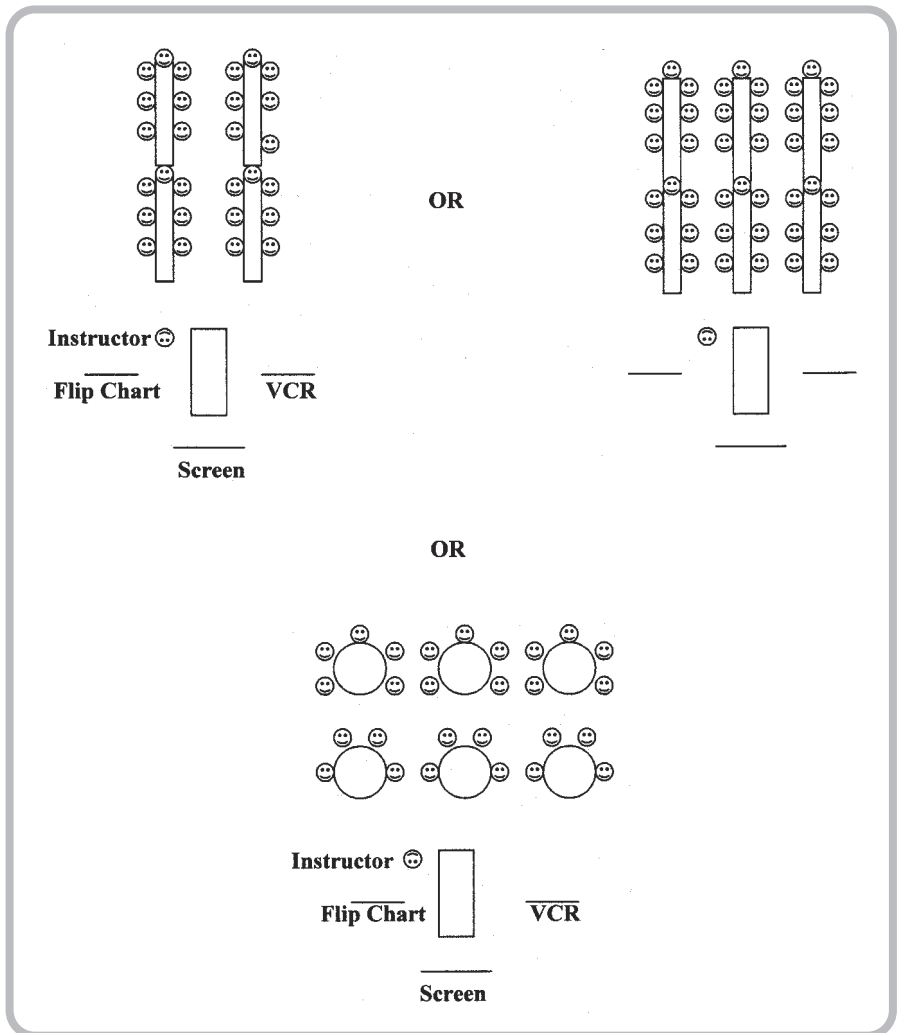 OR
Instructor
Flip Chart VCR
Screen
OR
Instructor
Flip Chart VCR
Screen